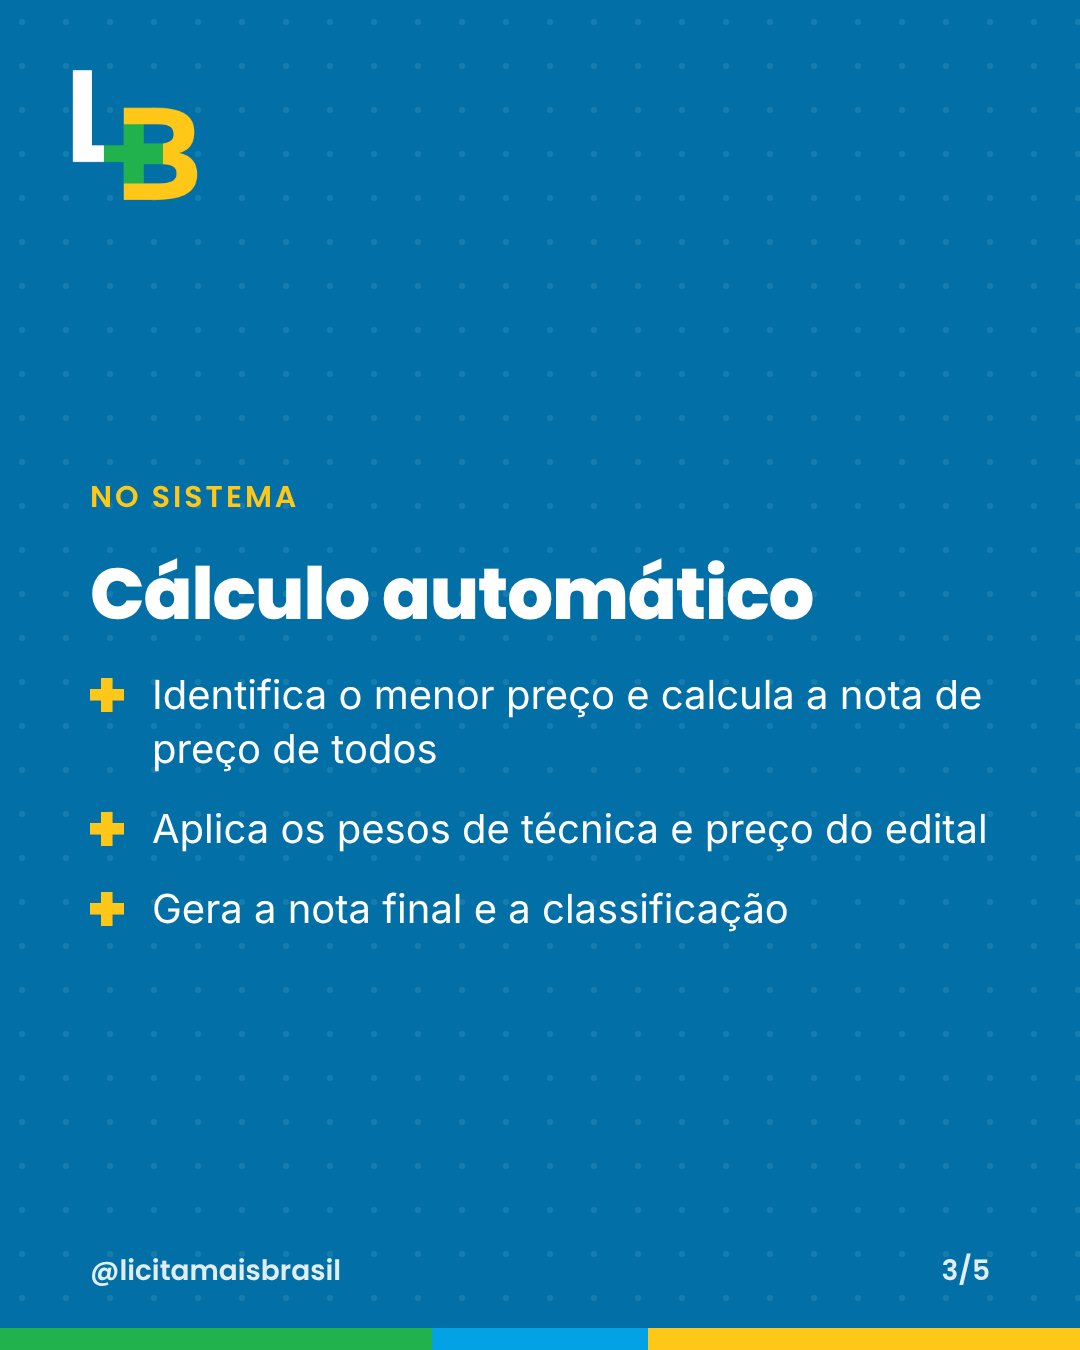 L+B
NO SISTEMA
Cálculo automático
Identifica o menor preço e calcula a nota de
preço de todos
Aplica os pesos de técnica e preço do edital
Gera a nota final e a classificação
@licitamaisbrasil
3/5